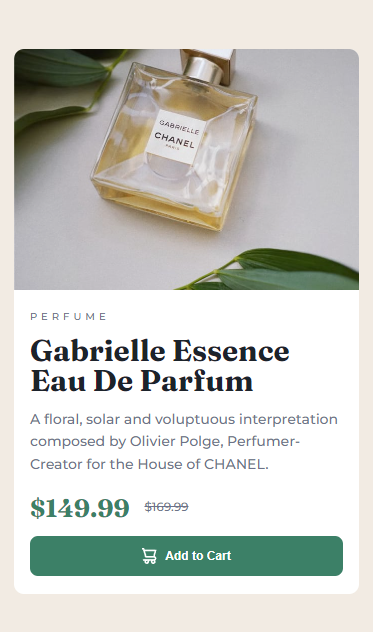 GABRIELLE
CHANEL
PARIS
PERFUME
Gabrielle Essence
Eau De Parfum
A floral, solar and voluptuous interpretation
composed by Olivier Polge, Perfumer-
Creator for the House of CHANEL.
$149.99 $169.99
Add to Cart